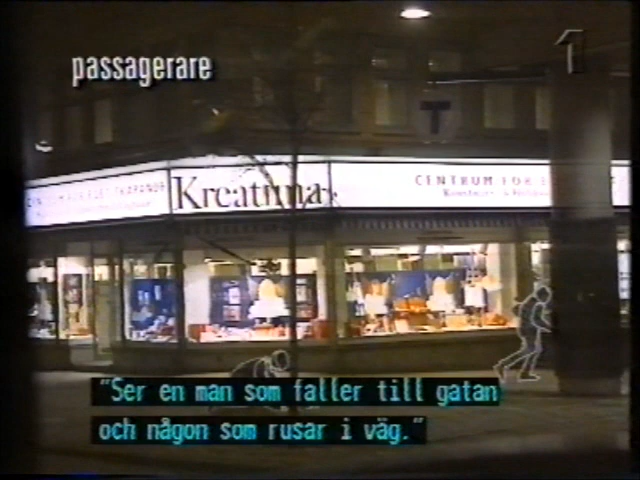 passagerare
1
T
Kreatima
CENTRUM FÖR
"Ser en man som faller till gatan
och någon som rusar i väg."